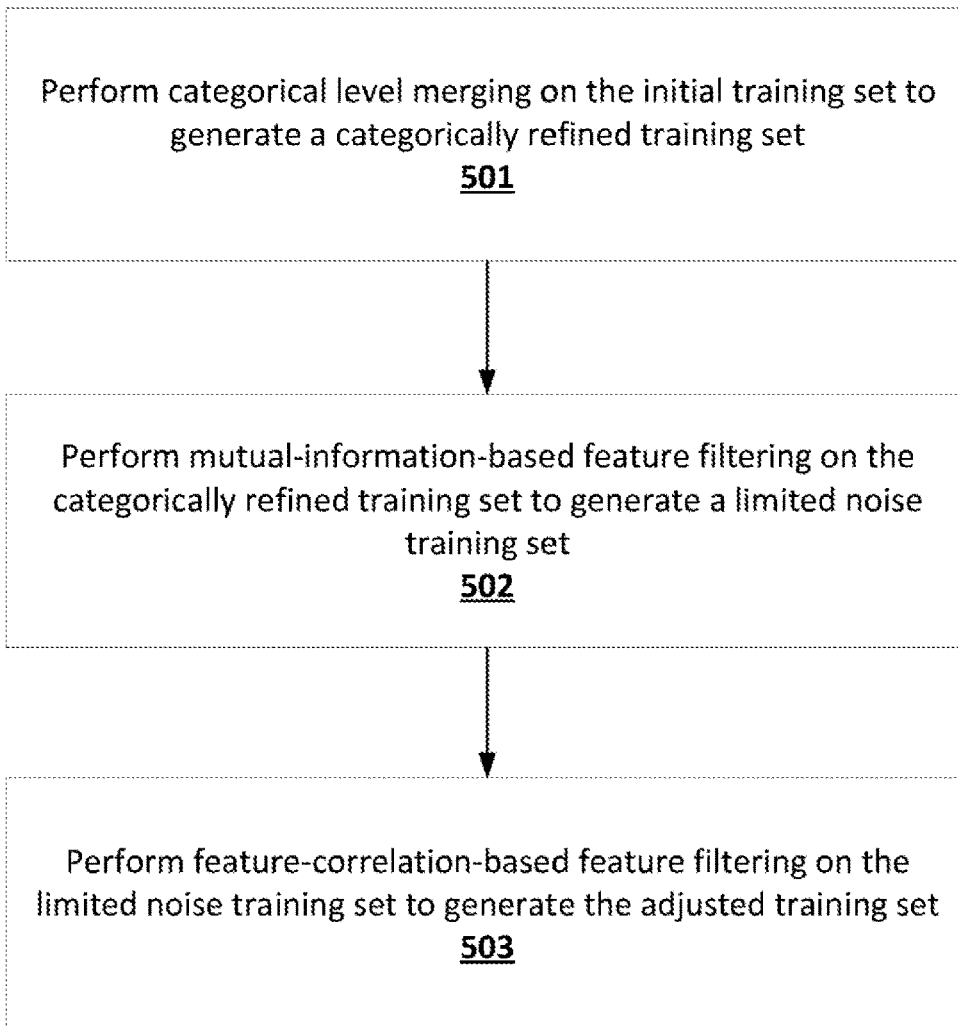 Perform categorical level merging on the initial training set to
generate a categorically refined training set
501
Perform mutual-information-based feature filtering on the
categorically refined training set to generate a limited noise
training set
502
Perform feature-correlation-based feature filtering on the
limited noise training set to generate the adjusted training set
503